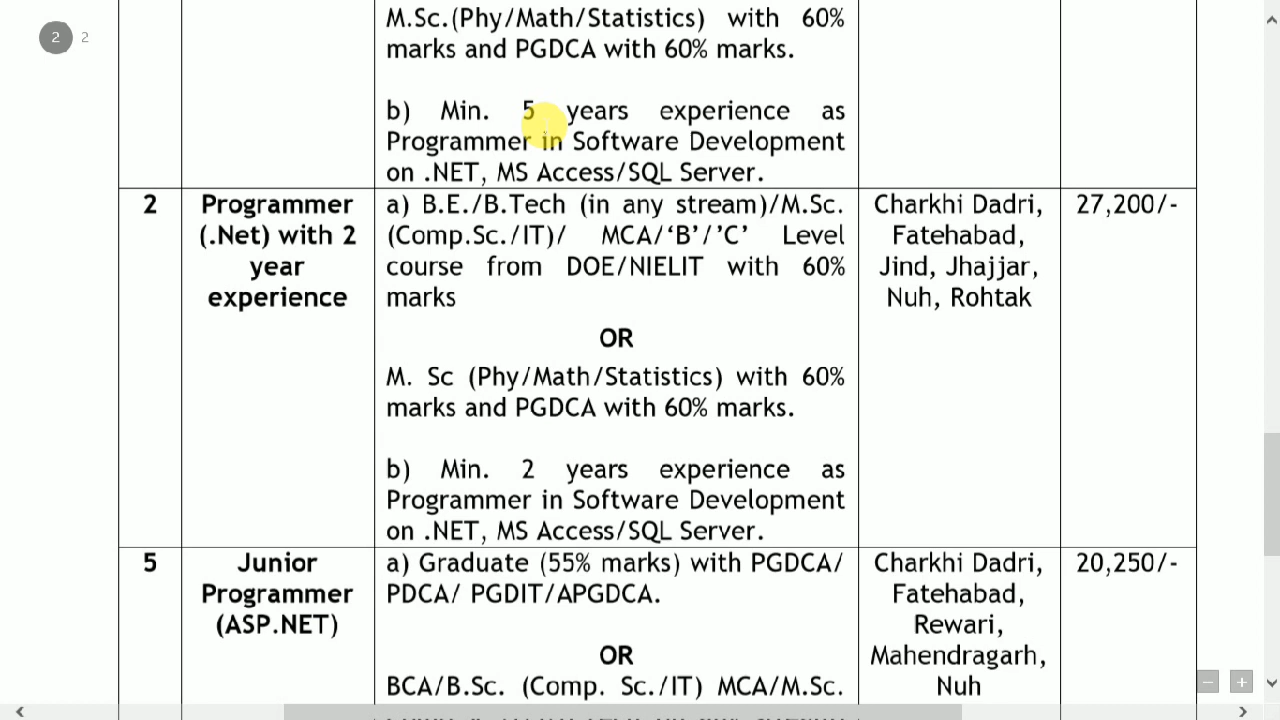 2 2
M.Sc.(Phy/Math/Statistics) with 60%
marks and PGDCA with 60% marks.
b) Min. 5 years experience as
Programmer in Software Development
on .NET, MS Access/SQL Server.
2
Programmer
(.Net) with 2
year
experience
a) B.E./B.Tech (in any stream)/M.Sc.
(Comp.Sc./IT)/ MCA/‘B’/’C’ Level
course from DOE/NIELIT with 60%
marks
OR
M. Sc (Phy/Math/Statistics) with 60%
marks and PGDCA with 60% marks.
b) Min. 2 years experience as
Programmer in Software Development
on .NET, MS Access/SQL Server.
Charkhi Dadri,
Fatehabad,
Jind, Jhajjar,
Nuh, Rohtak
27,200/-
5
Junior
Programmer
(ASP.NET)
a) Graduate (55% marks) with PGDCA/
PDCA/ PGDIT/APGDCA.
OR
BCA/B.Sc. (Comp. Sc./IT) MCA/M.Sc.
Charkhi Dadri,
Fatehabad,
Rewari,
Mahendragarh,
Nuh
20,250/-